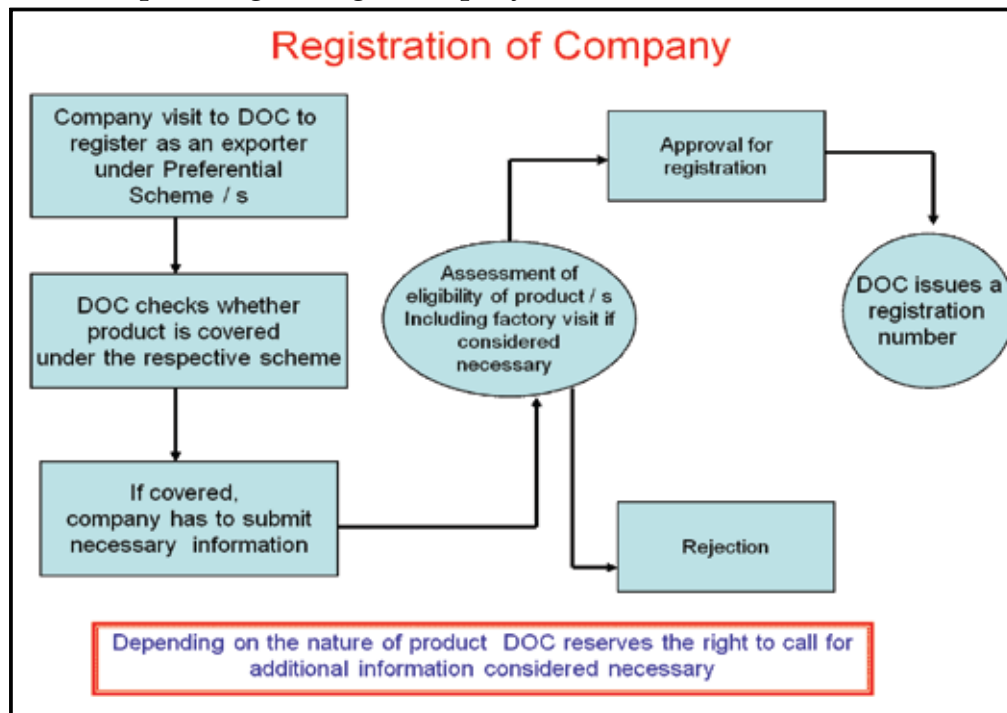 Registration of Company
Company visit to DOC to
register as an exporter
under Preferential
Scheme / s
DOC checks whether
product is covered
under the respective scheme
If covered,
company has to submit
necessary information
Assessment of
eligibility of product / s
Including factory visit if
considered
necessary
Approval for
registration
DOC issues a
registration
number
Rejection
Depending on the nature of product DOC reserves the right to call for
additional information considered necessary